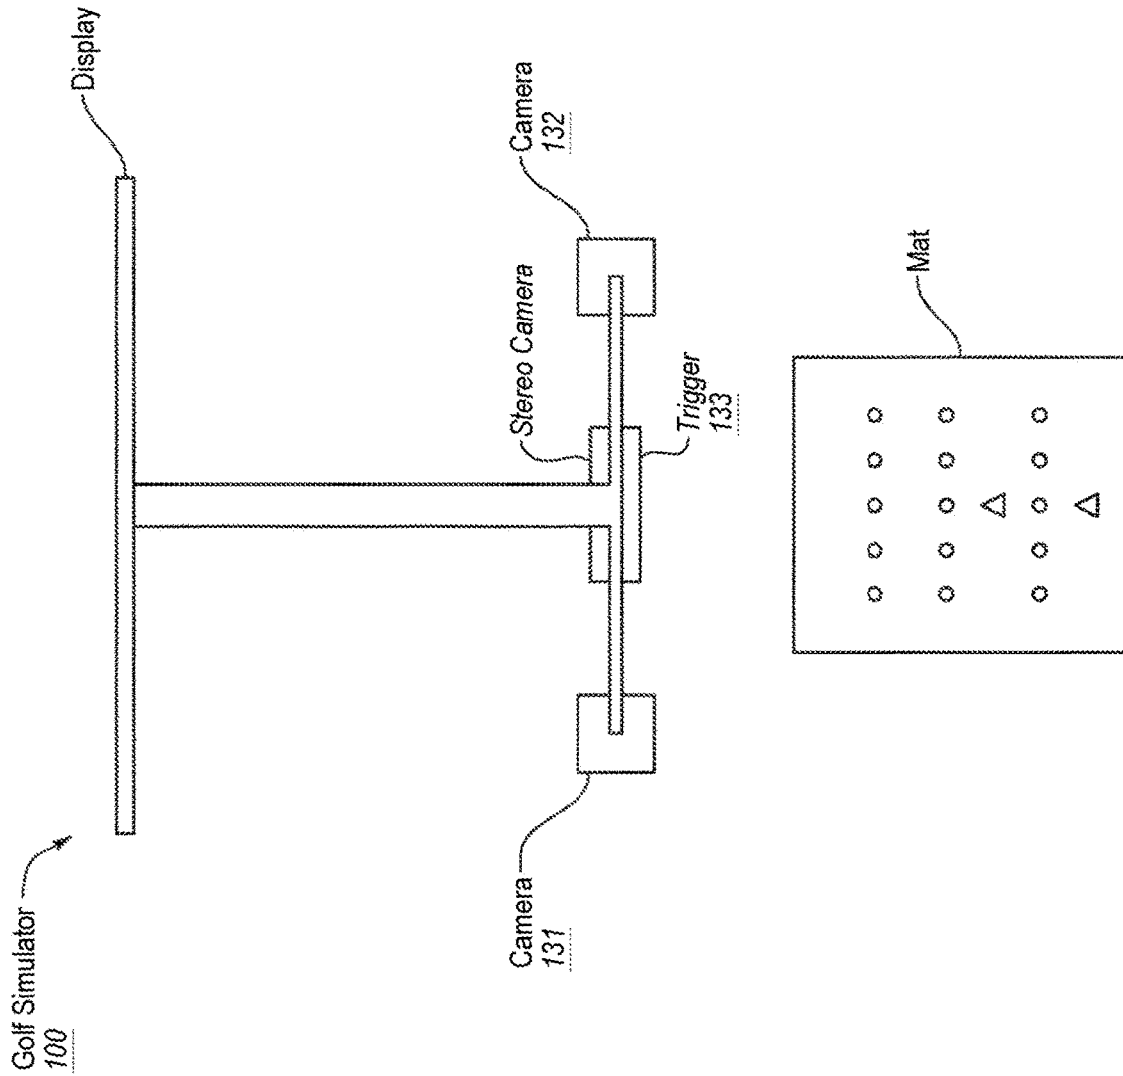 Golf Simulator
100
Display
Camera
131
Stereo Camera
Trigger
133
Camera
132
Mat